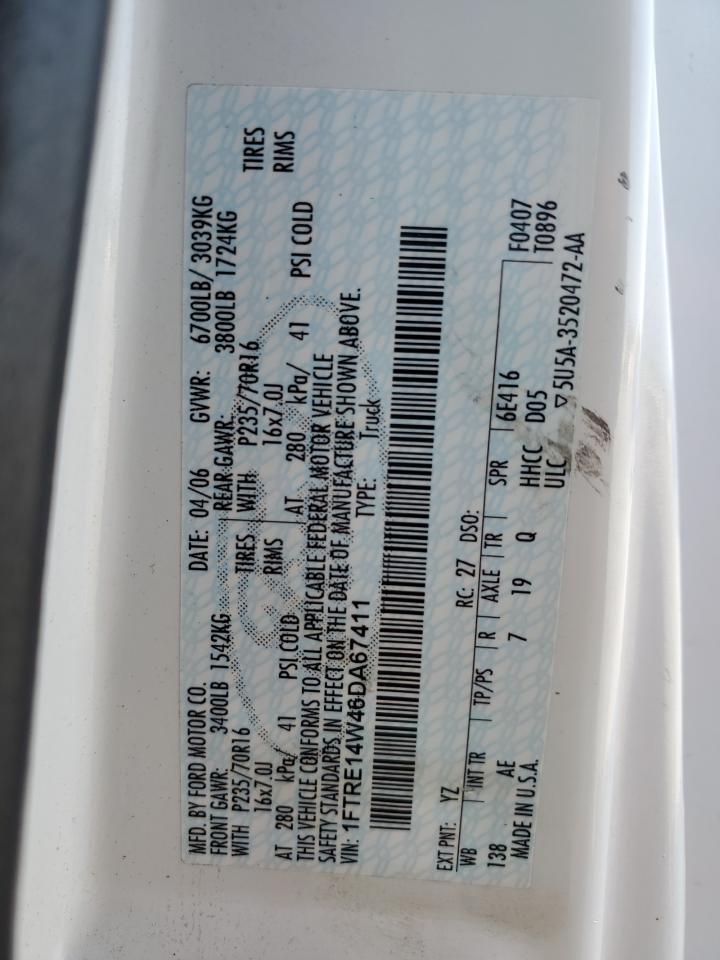 MFD. BY FORD MOTOR CO. DATE: 04/06 GVWR: 6700LB/ 3039KG
FRONT GAWR: 3400LB 1542KG REAR GAWR: 3800LB 1724KG
WITH P235/70R16 TIRES WITH P235/70R16 TIRES
16x7.0J RIMS 16x7.0J RIMS
AT 280 kPa/ 41 PSI COLD AT 280 kPa/ 41 PSI COLD
THIS VEHICLE CONFORMS TO ALL APPLICABLE FEDERAL MOTOR VEHICLE
SAFETY STANDARDS IN EFFECT ON THE DATE OF MANUFACTURE SHOWN ABOVE.
VIN: 1FTRE14W46DA67411 TYPE: Truck
EXT PNT: YZ RC: 27 DSO: F0407
WB INT TR TP/PS R AXLE TR SPR 6E416 T0896
138 AE 7 19 Q HHCC D05
MADE IN U.S.A. ULC ▽5U5A-3520472-AA